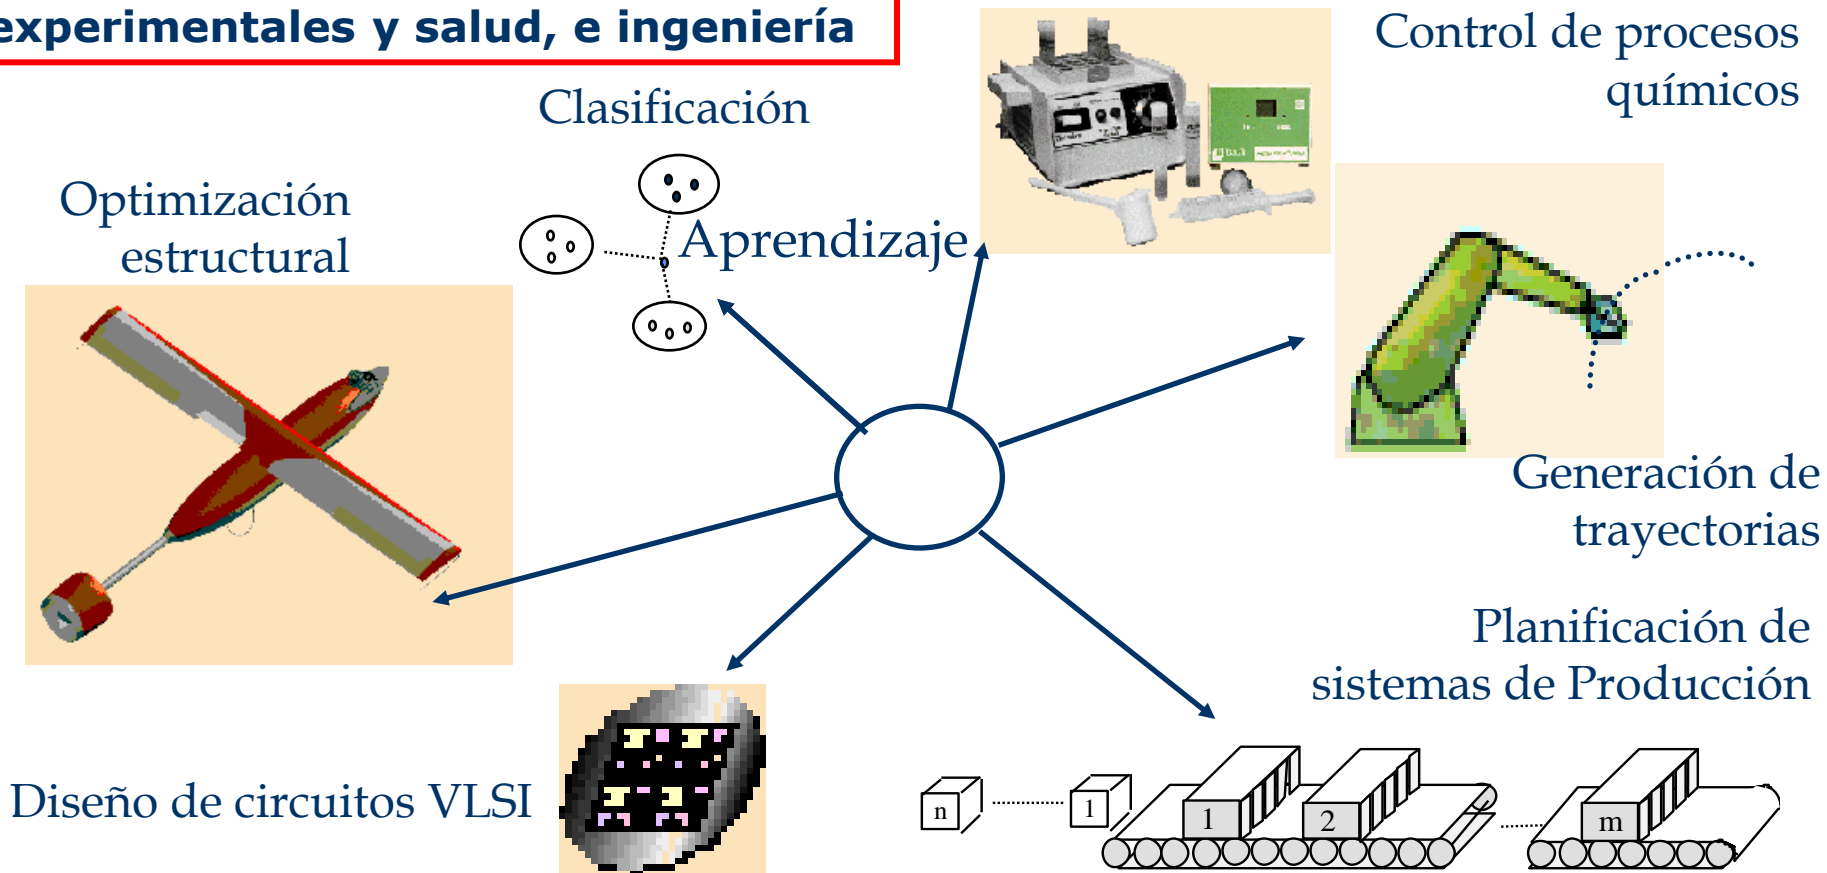 experimentales y salud, e ingeniería
Control de procesos
químicos
Clasificación
Optimización
estructural
Aprendizaje
Generación de
trayectorias
Planificación de
sistemas de Producción
Diseño de circuitos VLSI
n
1
1
2
m